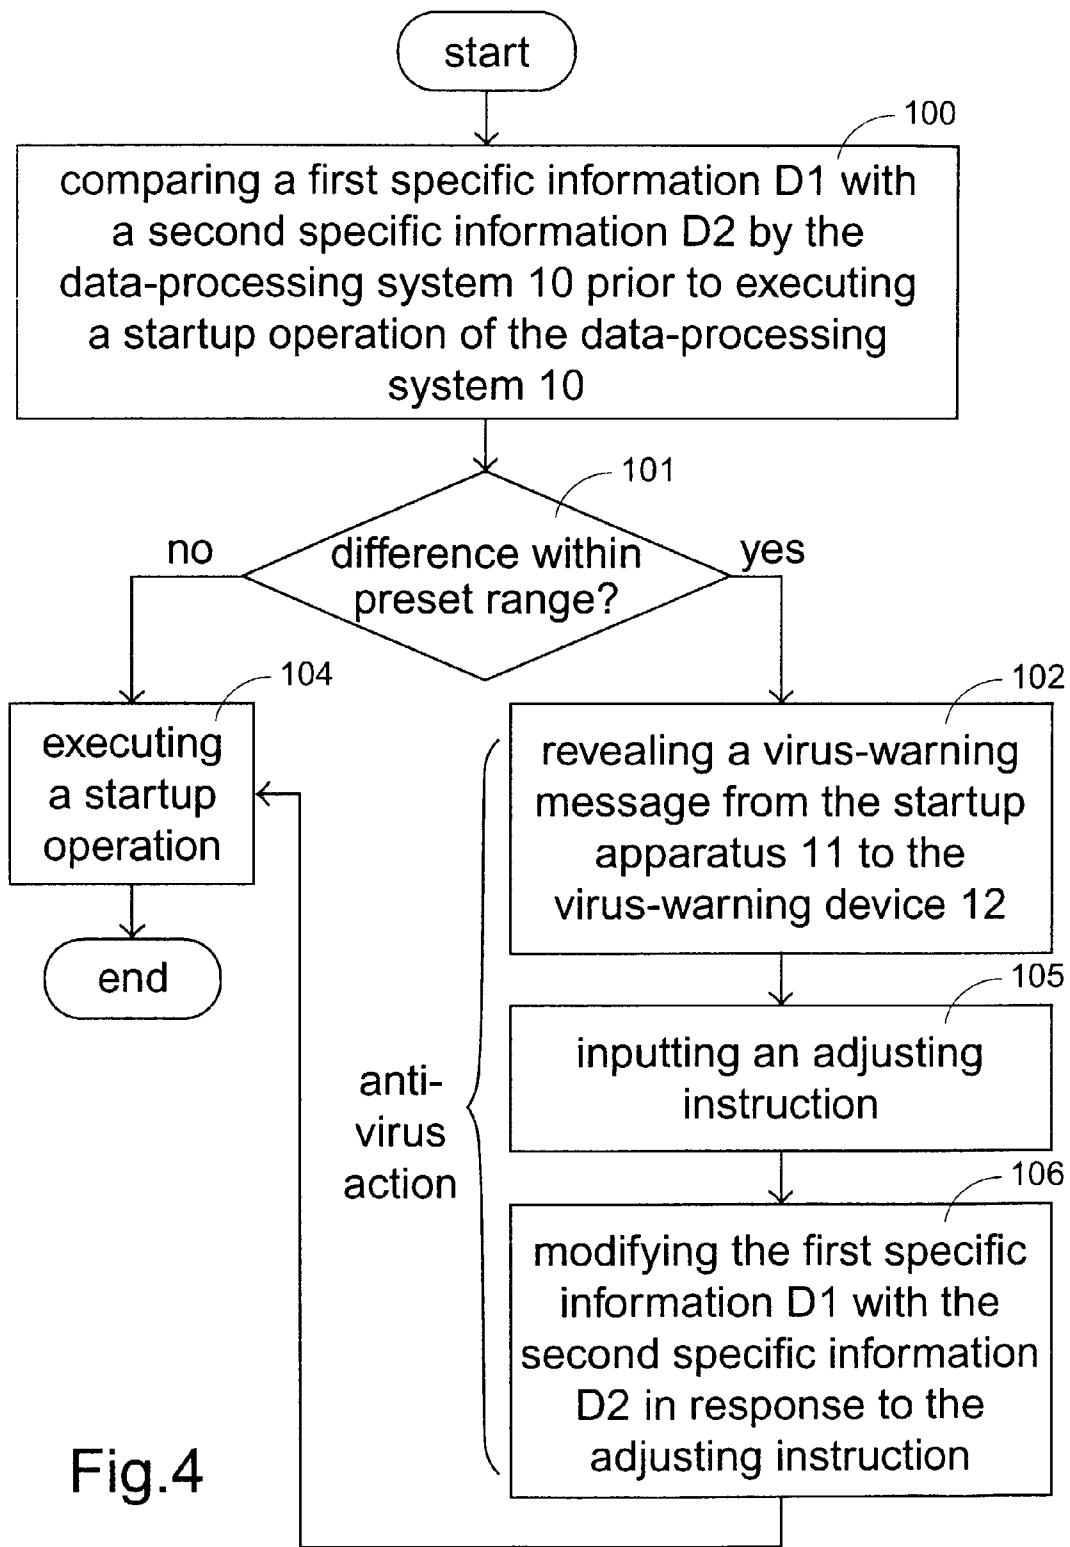 start
100
comparing a first specific information D1 with
a second specific information D2 by the
data-processing system 10 prior to executing
a startup operation of the data-processing
system 10
101
no
difference within
preset range?
yes
104
executing
a startup
operation
end
102
revealing a virus-warning
message from the startup
apparatus 11 to the
virus-warning device 12
105
inputting an adjusting
instruction
anti-
virus
action
106
modifying the first specific
information D1 with the
second specific information
D2 in response to the
adjusting instruction
Fig.4